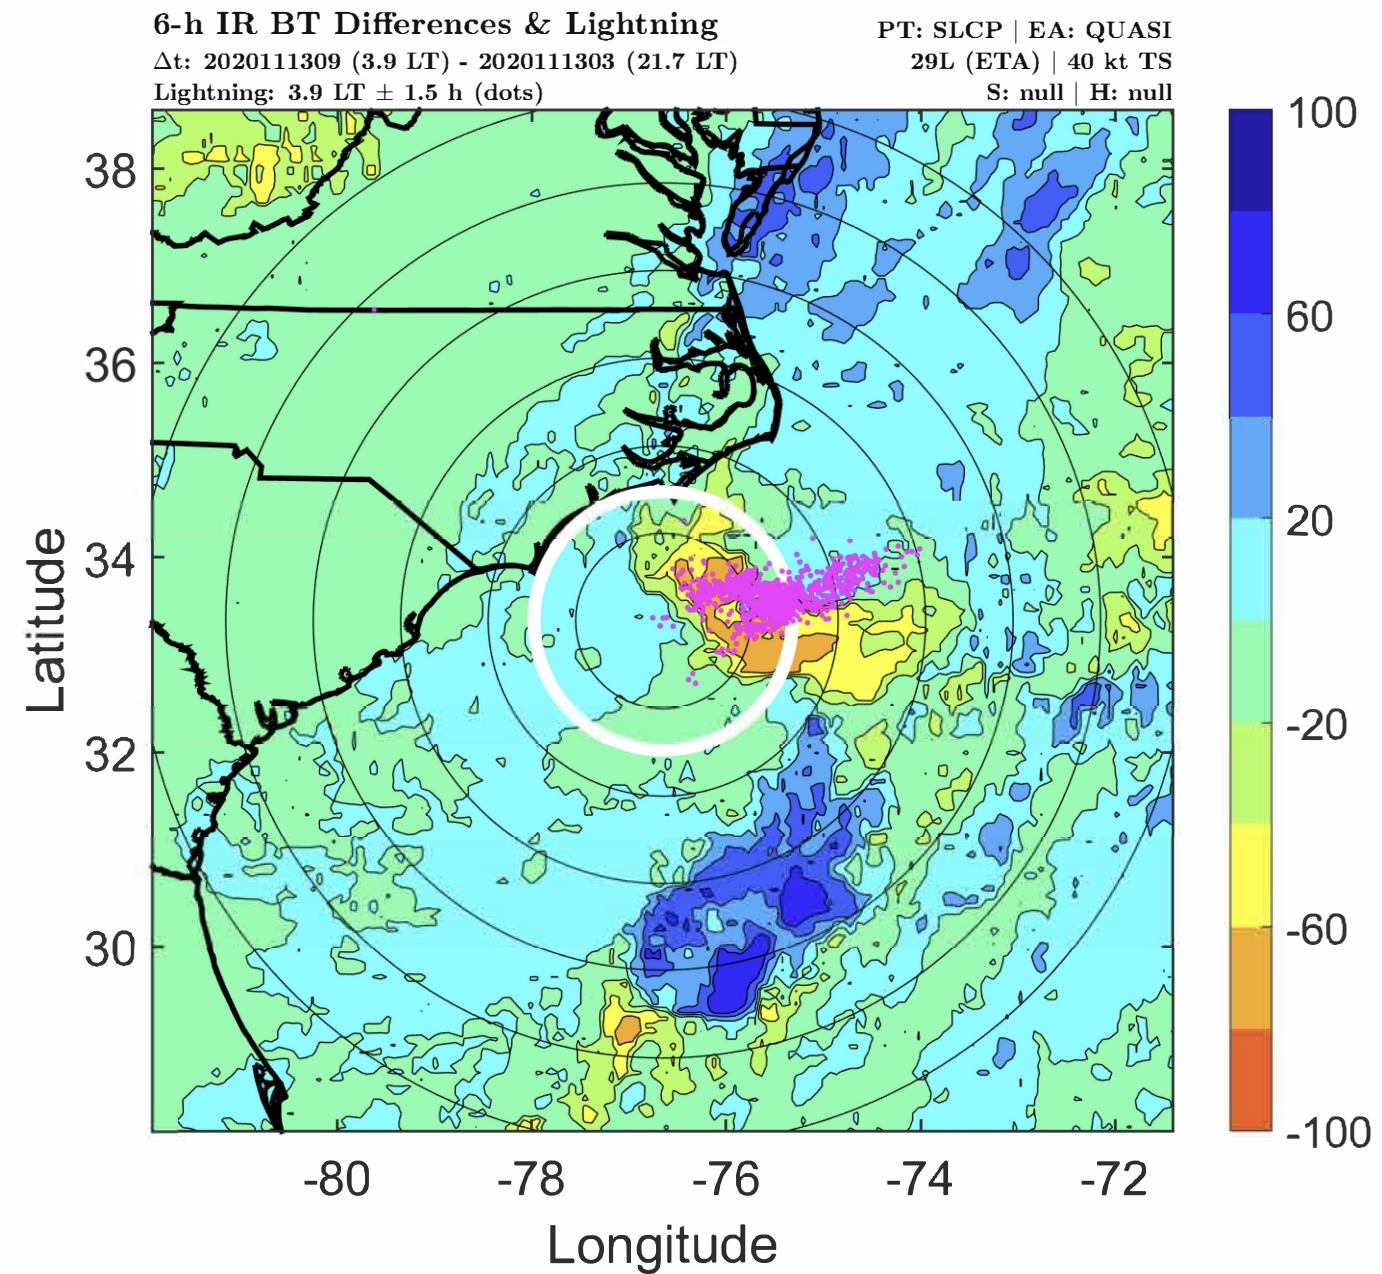 6-h IR BT Differences & Lightning
PT: SLCP | EA: QUASI
Δt: 2020111309 (3.9 LT) - 2020111303 (21.7 LT)
29L (ETA) | 40 kt TS
Lightning: 3.9 LT ± 1.5 h (dots)
S: null | H: null
100
60
20
-20
-60
-100
38
36
34
32
30
Latitude
-80 -78 -76 -74 -72
Longitude